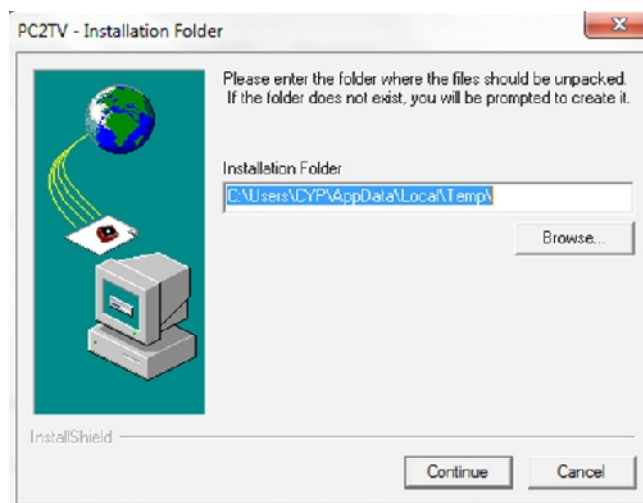 PC2TV - Installation Folder
Please enter the folder where the files should be unpacked.
If the folder does not exist, you will be prompted to create it.
Installation Folder
C:\Users\CYP\AppData\Local\Temp\
Browse...
InstallShield
Continue
Cancel